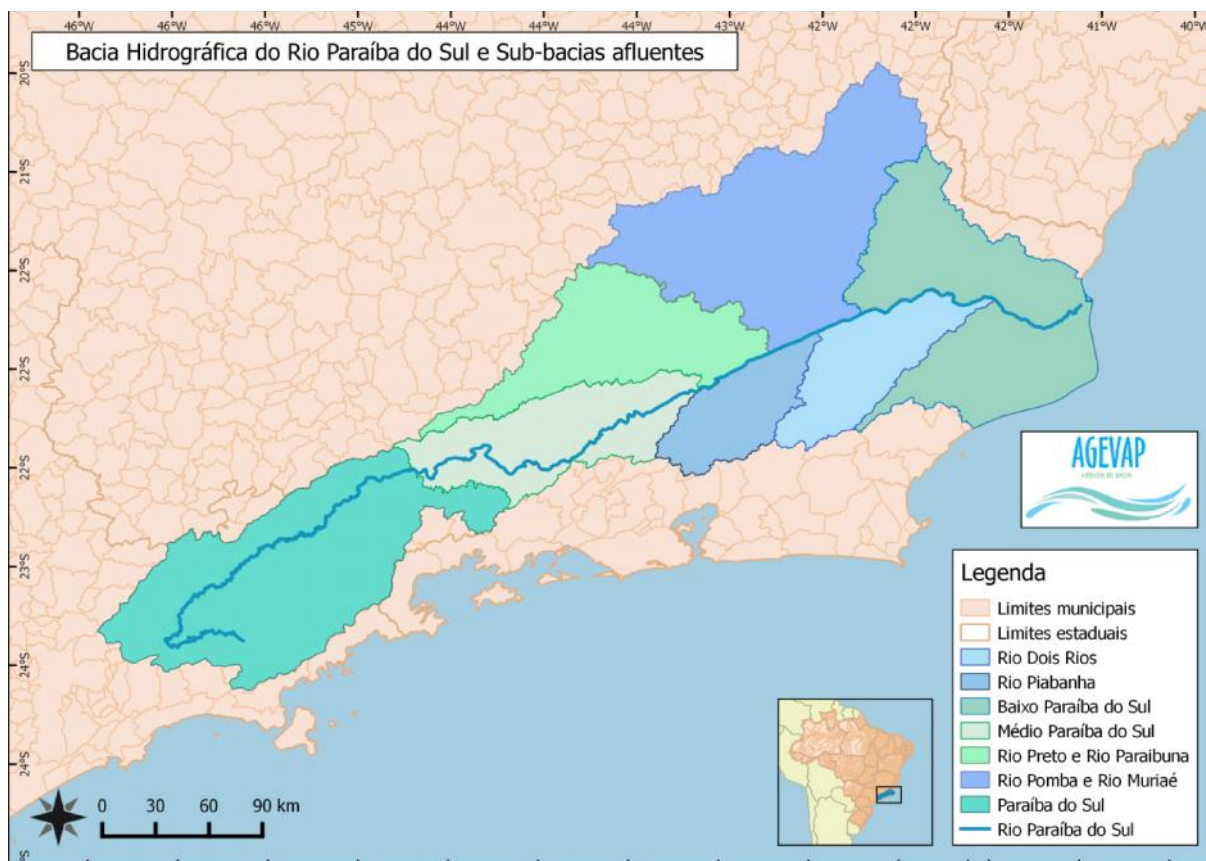 46°W 46°W 45°W 44°W 44°W 43°W 42°W 42°W 41°W 40°W
Bacia Hidrográfica do Rio Paraíba do Sul e Sub-bacias afluentes
20°S
21°S
22°S
22°S
22°S
23°S
24°S
24°S
AGEVAP
Legenda
Limites municipais
Limites estaduais
Rio Dois Rios
Rio Piabanha
Baixo Paraíba do Sul
Médio Paraíba do Sul
Rio Preto e Rio Paraibuna
Rio Pomba e Rio Muriaé
Paraíba do Sul
Rio Paraíba do Sul
0 30 60 90 km